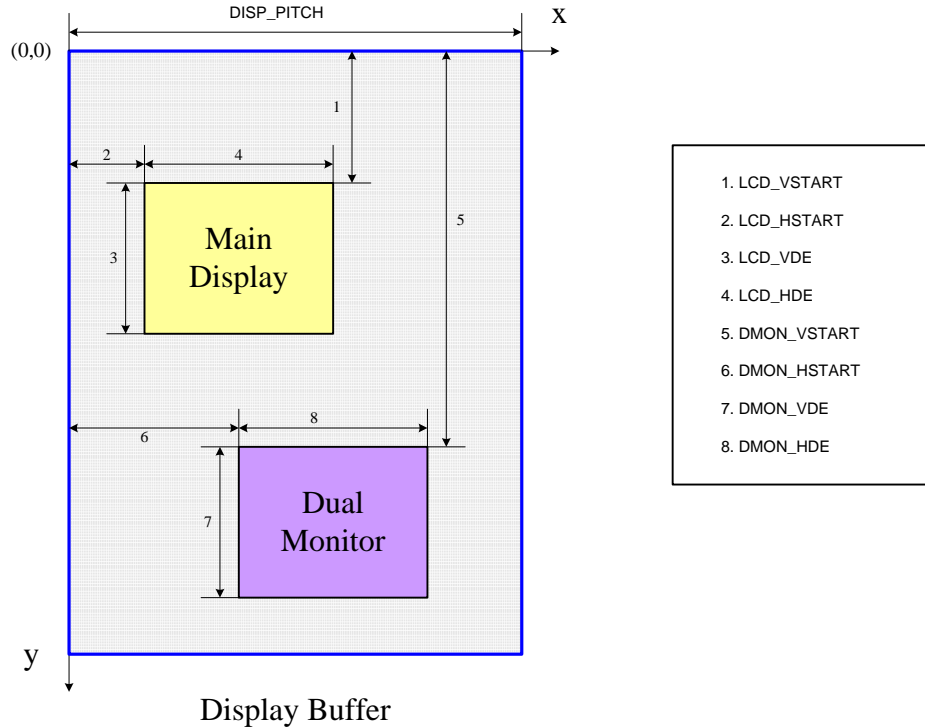 DISP_PITCH
x
(0,0)
1
2
4
5
3
Main
Display
6
8
7
Dual
Monitor
y
Display Buffer
1. LCD_VSTART
2. LCD_HSTART
3. LCD_VDE
4. LCD_HDE
5. DMON_VSTART
6. DMON_HSTART
7. DMON_VDE
8. DMON_HDE